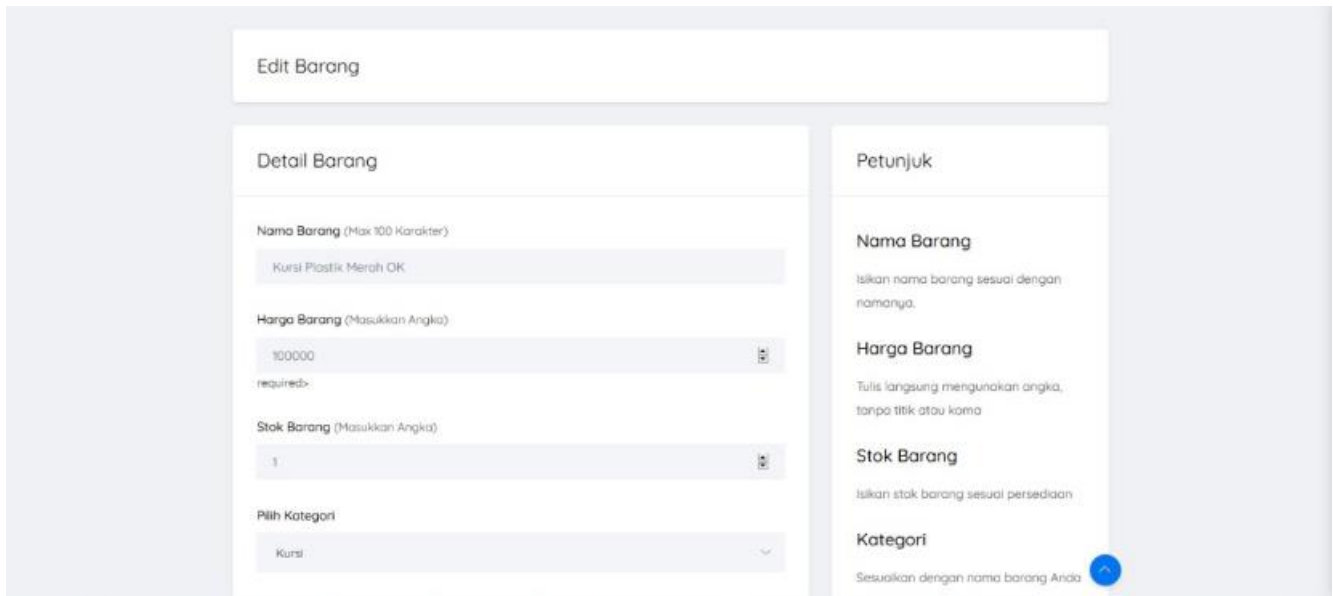 Edit Barang
Detail Barang
Nama Barang (Max 100 Karakter)
Kursi Plastik Merah OK
Harga Barang (Masukkan Angka)
100000
required>
Stok Barang (Masukkan Angka)
1
Pilih Kategori
Kursi
Petunjuk
Nama Barang
Isikan nama barang sesuai dengan
namanya.
Harga Barang
Tulis langsung mengunakan angka,
tanpa titik atau koma
Stok Barang
Isikan stok barang sesuai persediaan
Kategori
Sesuaikan dengan nama barang Anda